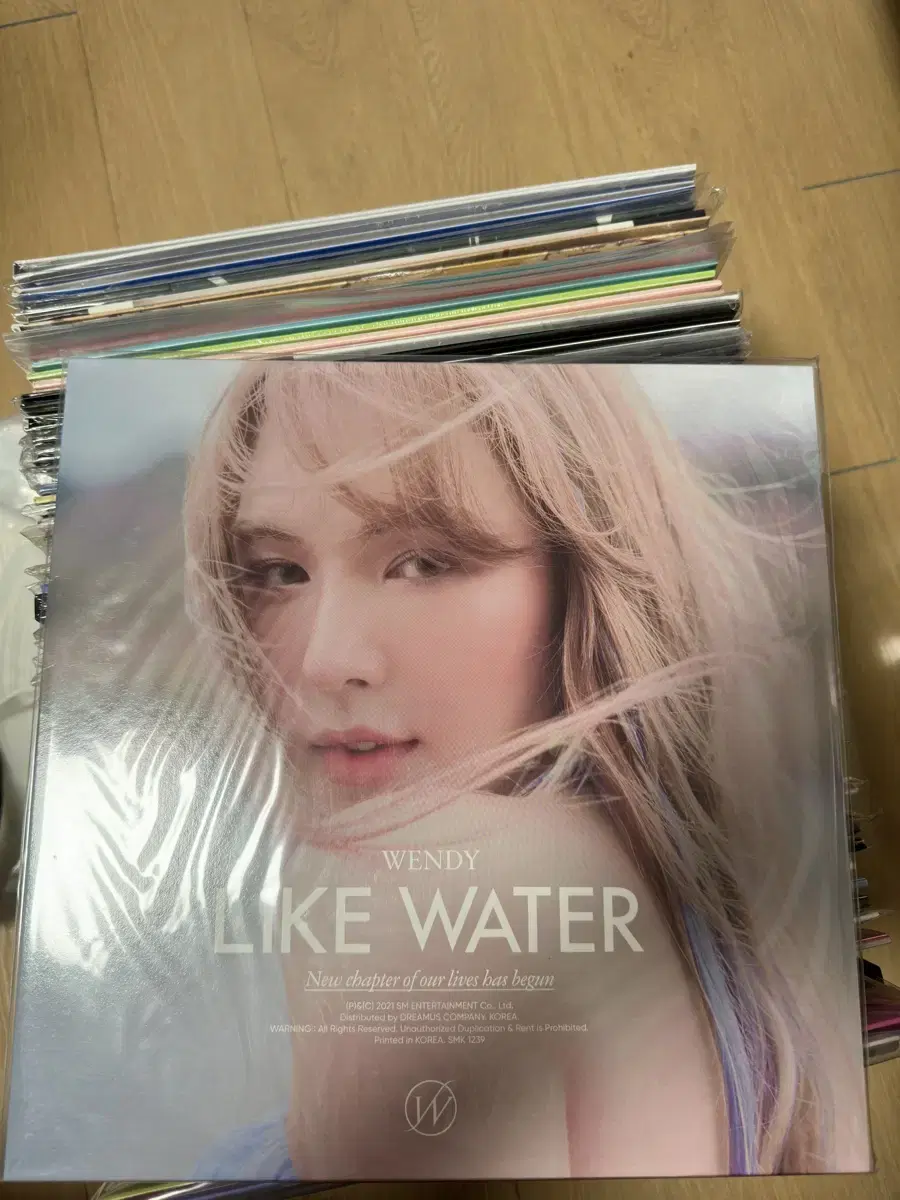 WENDY
LIKE WATER
New chapter of our lives has begun
(P)&(C) 2021 SM ENTERTAINMENT Co., Ltd.
Distributed by DREAMUS COMPANY. KOREA.
WARNING: All Rights Reserved. Unauthorized Duplication & Rent is Prohibited.
Printed in KOREA. SMK 1239
W